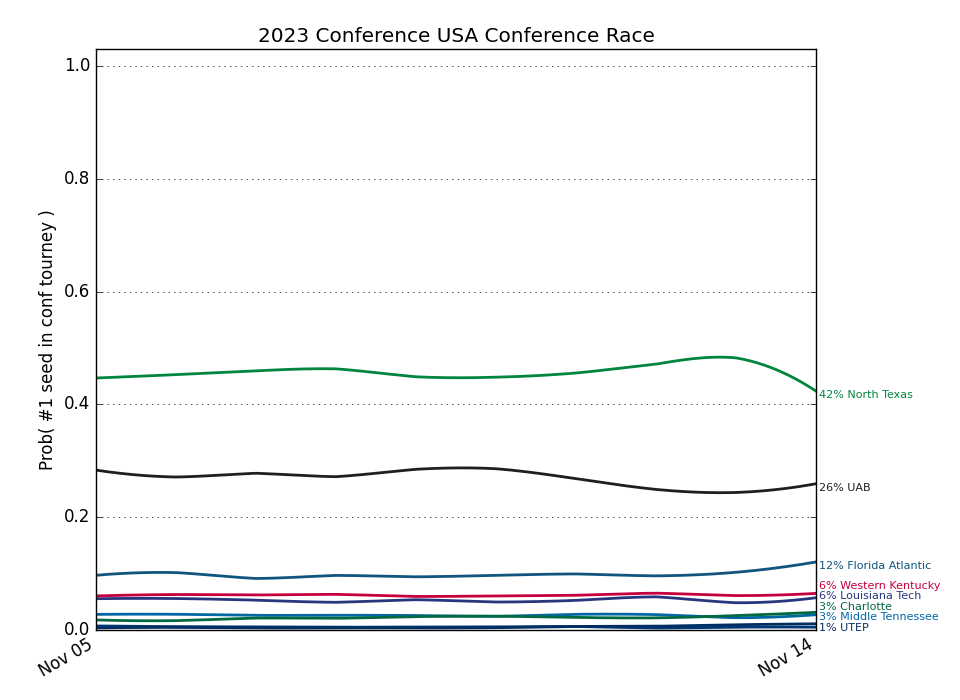 2023 Conference USA Conference Race
Prob( #1 seed in conf tourney )
1.0
0.8
0.6
0.4
0.2
0.0
Nov 05
Nov 14
42% North Texas
26% UAB
12% Florida Atlantic
6% Western Kentucky
6% Louisiana Tech
3% Charlotte
3% Middle Tennessee
1% UTEP